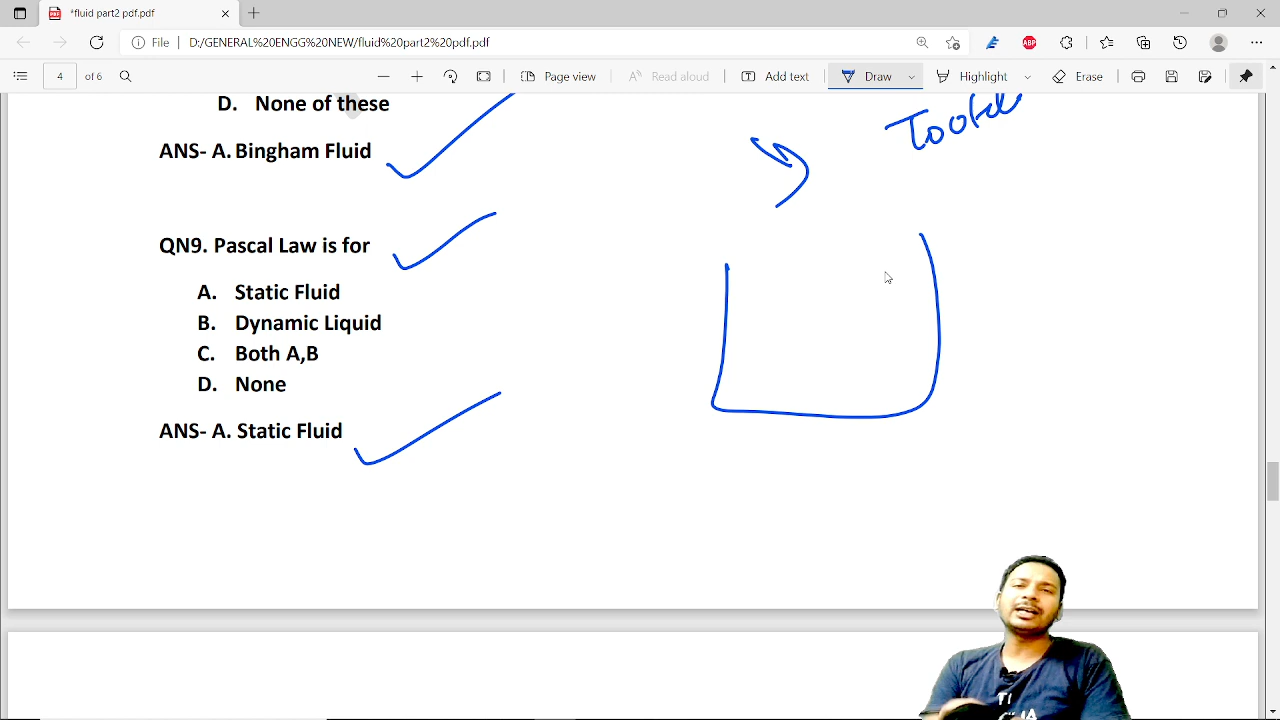 *fluid part2 pdf.pdf
File
D:/GENERAL%20ENGG%20NEW/fluid%20part2%20pdf.pdf
ABP
4
of 6
Page view
Read aloud
Add text
Draw
Highlight
Erase
D. None of these
ANS- A. Bingham Fluid
QN9. Pascal Law is for
A. Static Fluid
B. Dynamic Liquid
C. Both A,B
D. None
ANS- A. Static Fluid